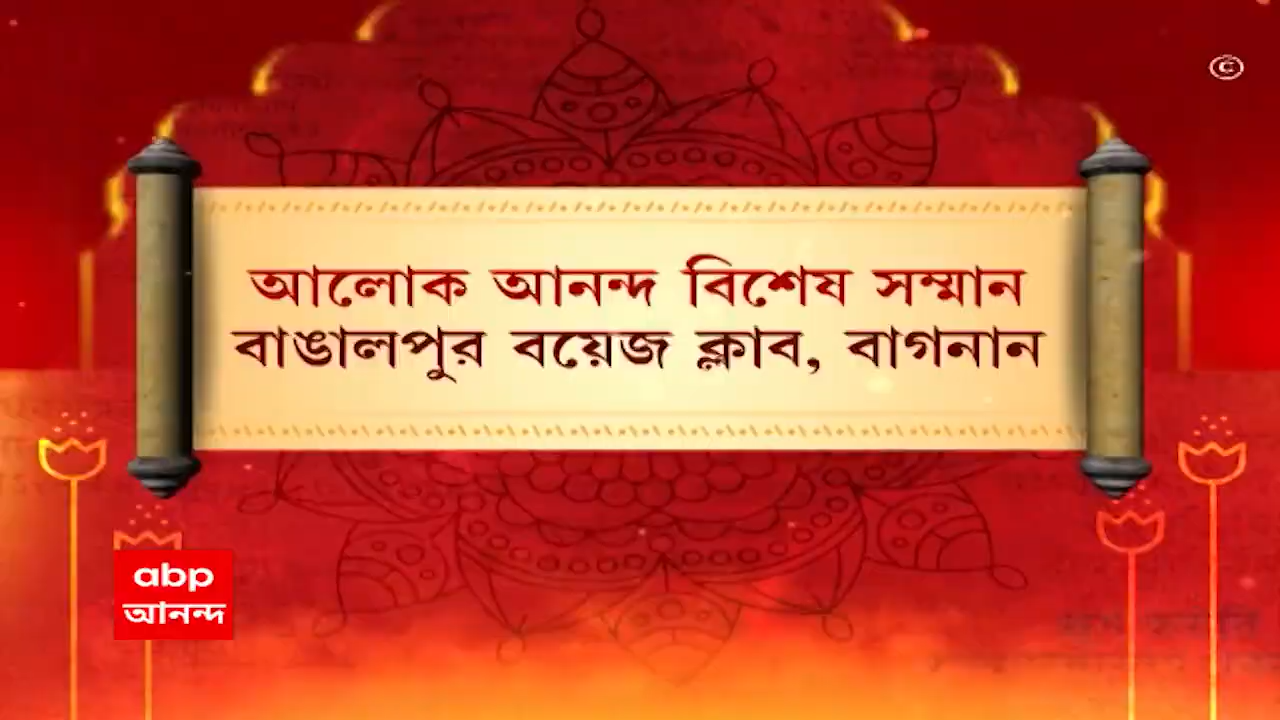 ©
আলোক আনন্দ বিশেষ সম্মান
বাঙালপুর বয়েজ ক্লাব, বাগনান
abp
আনন্দ